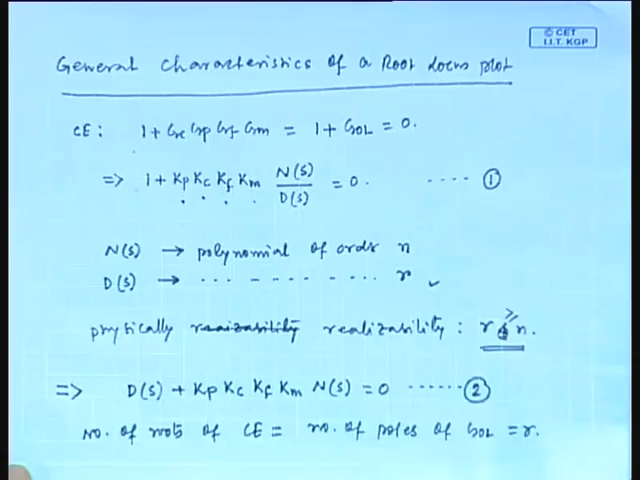 © CET
I.I.T. KGP
General characteristics of a Root Locus plot
CE: 1 + Gc Gp Gf Gm = 1 + GOL = 0.
=> 1 + Kp Kc Kf Km N(s)/D(s) = 0. .... ①
N(s) → polynomial of order n
D(s) → - - - - - - - - - - r ✓
physically realizability : r ≥ n.
=> D(s) + Kp Kc Kf Km N(s) = 0 ...... ②
No. of roots of CE = no. of poles of GOL = r.